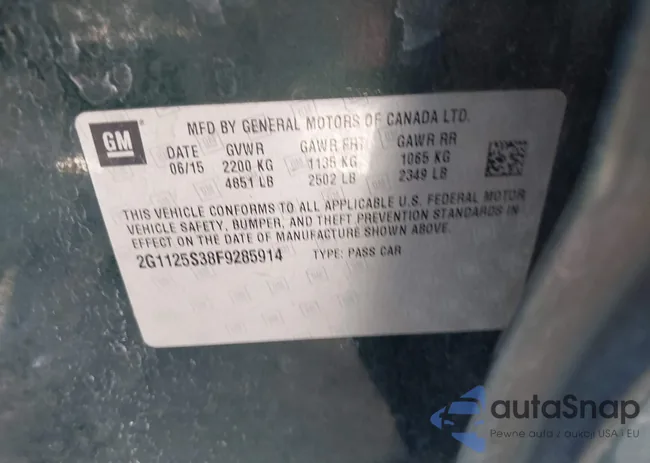 GM
MFD BY GENERAL MOTORS OF CANADA LTD.
DATE GVWR GAWR FRT GAWR RR
06/15 2200 KG 1135 KG 1065 KG
4851 LB 2502 LB 2349 LB
THIS VEHICLE CONFORMS TO ALL APPLICABLE U.S. FEDERAL MOTOR
VEHICLE SAFETY, BUMPER, AND THEFT PREVENTION STANDARDS IN
EFFECT ON THE DATE OF MANUFACTURE SHOWN ABOVE.
2G1125S38F9285914 TYPE: PASS CAR
autaSnap
Pewne auta z aukcji USA i EU